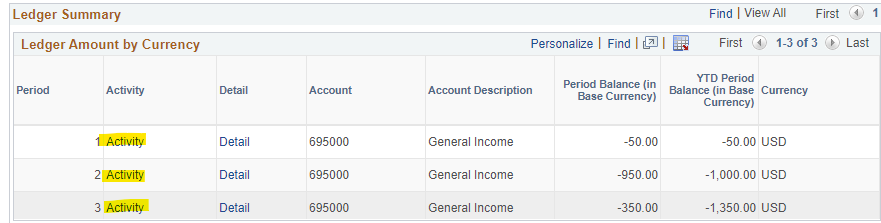 Ledger Summary Find | View All First 1
Ledger Amount by Currency Personalize | Find | | First 1-3 of 3 Last
Period Activity Detail Account Account Description Period Balance (in Base Currency) YTD Period Balance (in Base Currency) Currency
1 Activity Detail 695000 General Income -50.00 -50.00 USD
2 Activity Detail 695000 General Income -950.00 -1,000.00 USD
3 Activity Detail 695000 General Income -350.00 -1,350.00 USD